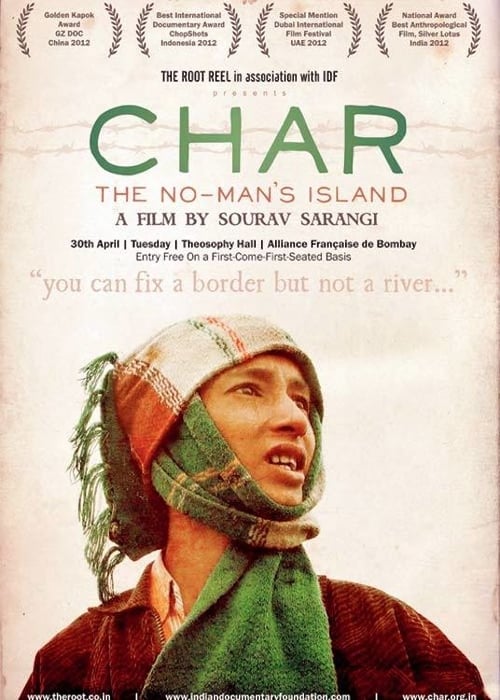 Golden Kapok
Award
GZ DOC
China 2012
Best International
Documentary Award
ChopShots
Indonesia 2012
Special Mention
Dubai International
Film Festival
UAE 2012
National Award
Best Anthropological
Film, Silver Lotus
India 2012
THE ROOT REEL in association with IDF
presents
CHAR
THE NO-MAN'S ISLAND
A FILM BY SOURAV SARANGI
30th April | Tuesday | Theosophy Hall | Alliance Française de Bombay
Entry Free On a First-Come-First-Seated Basis
“you can fix a border but not a river...”
www.theroot.co.in | www.indiandocumentaryfoundation.com | www.char.org.in